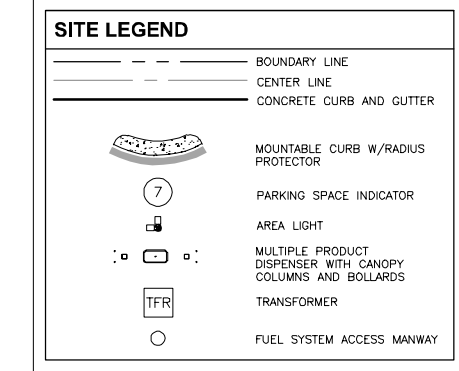 SITE LEGEND
BOUNDARY LINE
CENTER LINE
CONCRETE CURB AND GUTTER
MOUNTABLE CURB W/RADIUS
PROTECTOR
7
PARKING SPACE INDICATOR
AREA LIGHT
MULTIPLE PRODUCT
DISPENSER WITH CANOPY
COLUMNS AND BOLLARDS
TFR
TRANSFORMER
FUEL SYSTEM ACCESS MANWAY